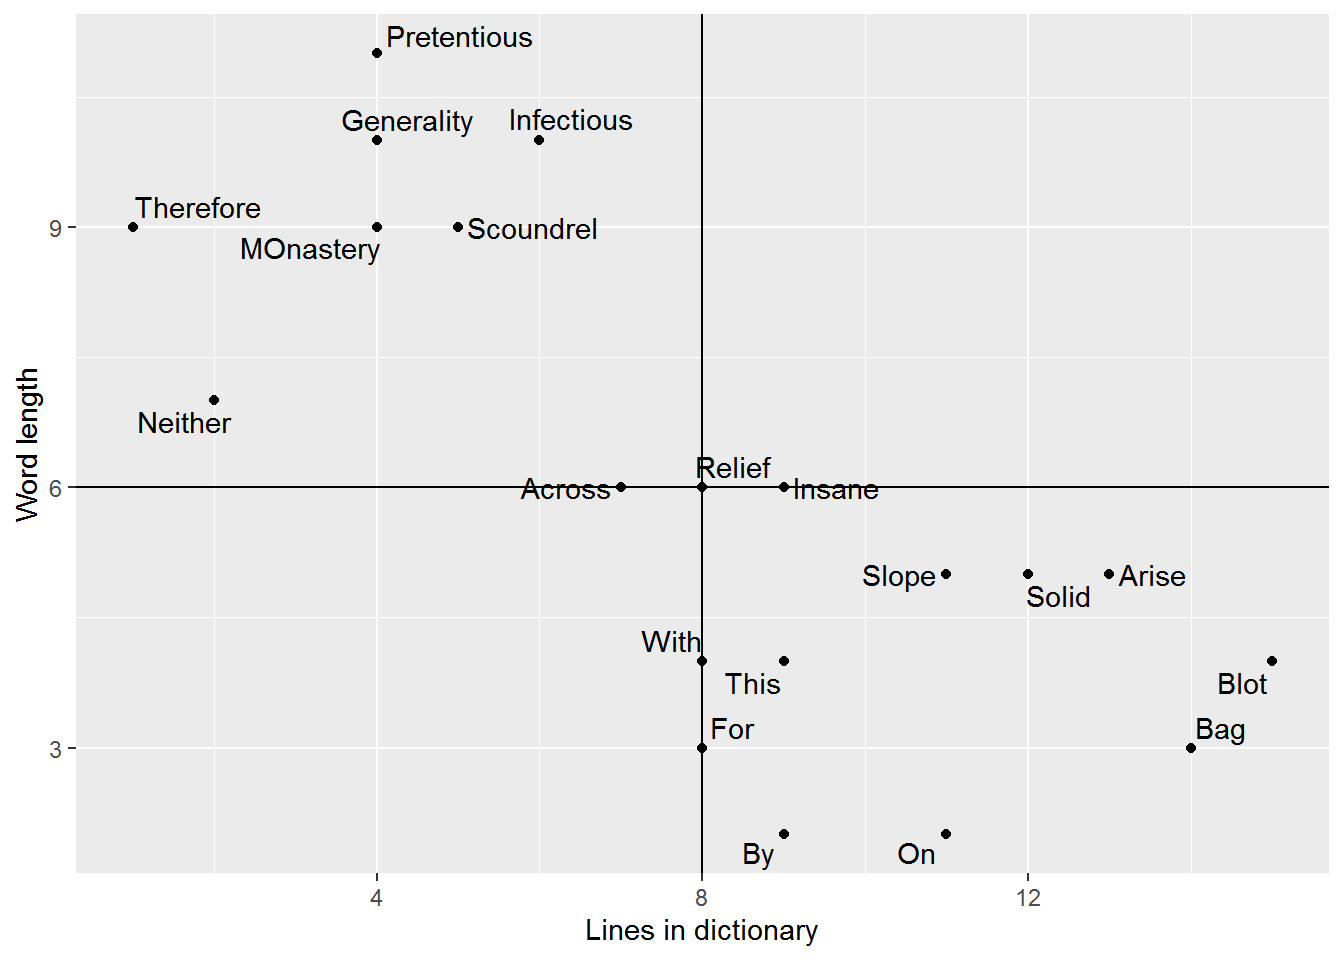 Pretentious
Generality
Infectious
Therefore
9
MOnastery
Scoundrel
Word length
Neither
Relief
6
Across
Insane
Slope
Arise
Solid
With
This
Blot
For
Bag
3
By
On
4
8
12
Lines in dictionary